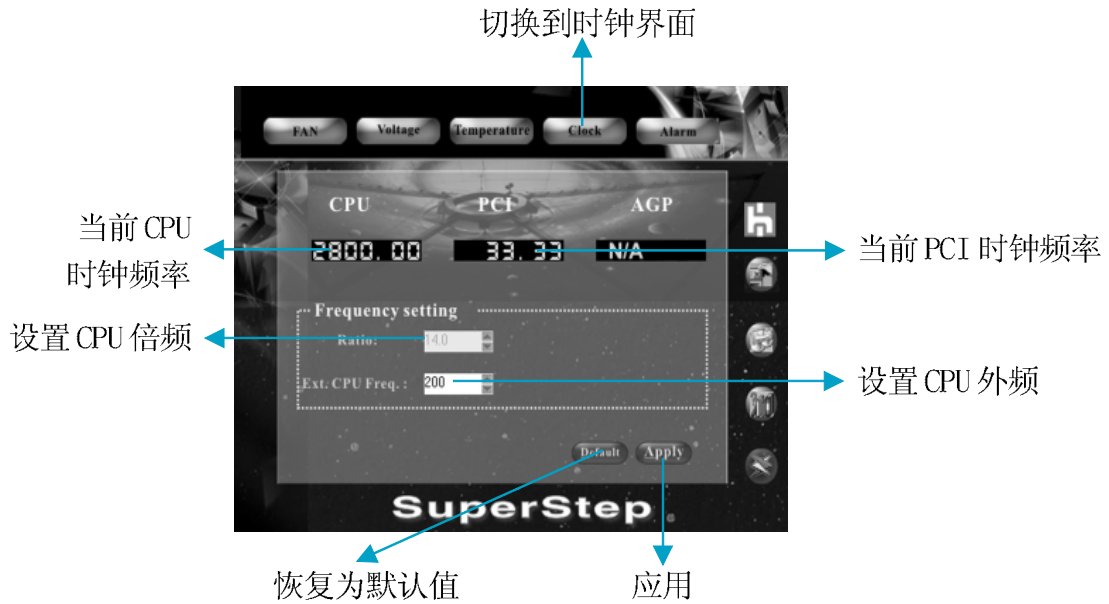 切换到时钟界面
FAN
Voltage
Temperature
Clock
Alarm
CPU
PCI
AGP
当前 CPU
时钟频率
2800.00
33.33
N/A
当前 PCI 时钟频率
Frequency setting
设置 CPU 倍频
Ratio:
14.0
Ext. CPU Freq. :
200
设置 CPU 外频
Default
Apply
SuperStep
恢复为默认值
应用